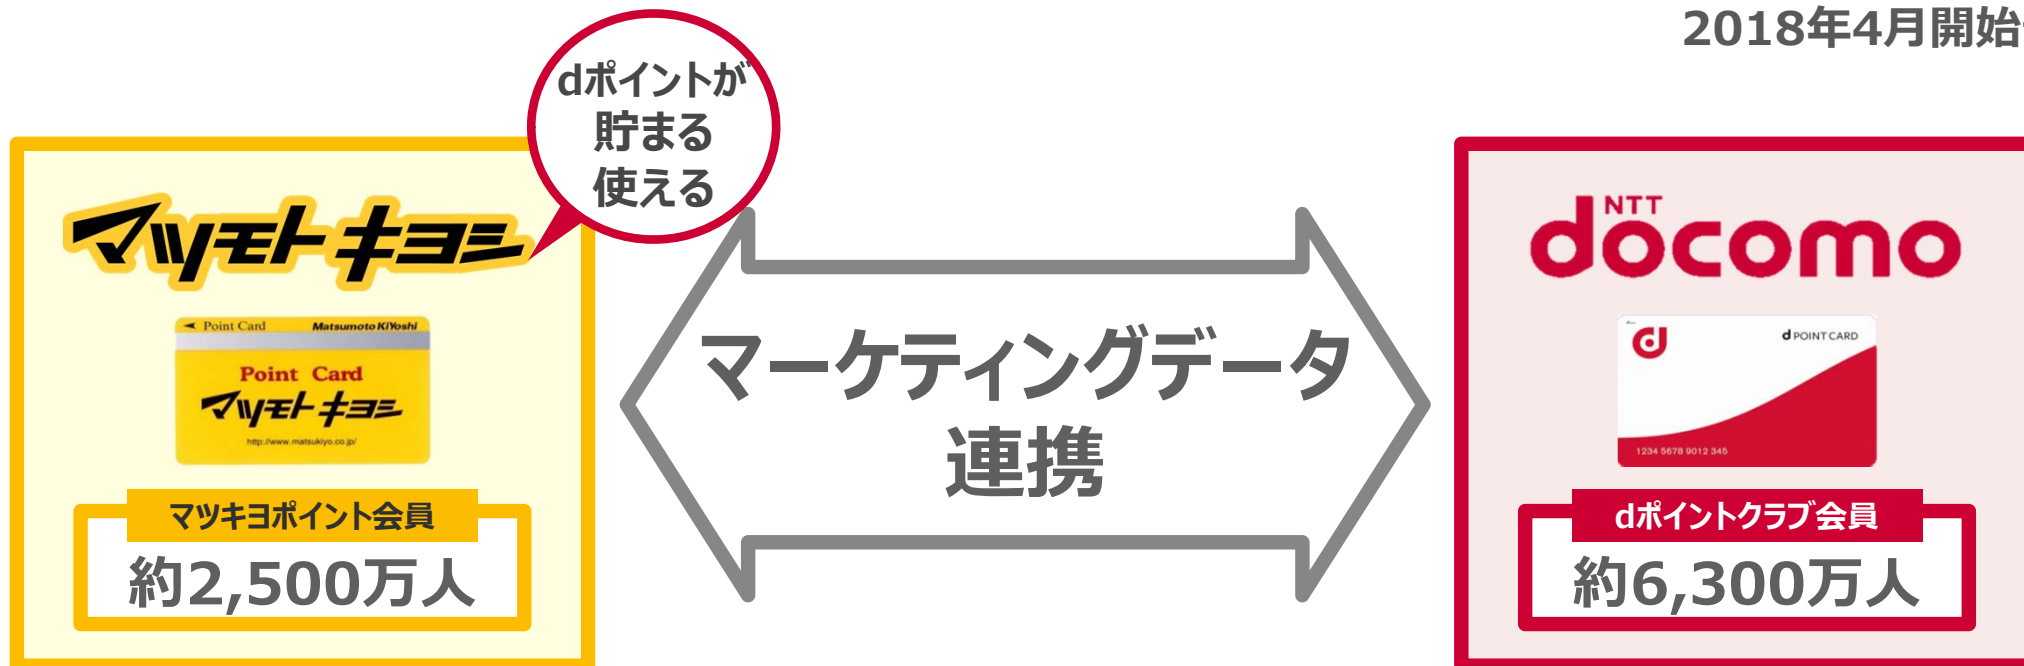 2018年4月開始
dポイントが
貯まる
使える
マツモトキヨシ
Point Card
Matsumoto KiYoshi
Point Card
マツモトキヨシ
http://www.matsukiyo.co.jp/
マツキヨポイント会員
約2,500万人
マーケティングデータ
連携
NTT
docomo
d
d POINT CARD
1234 5678 9012 345
dポイントクラブ会員
約6,300万人